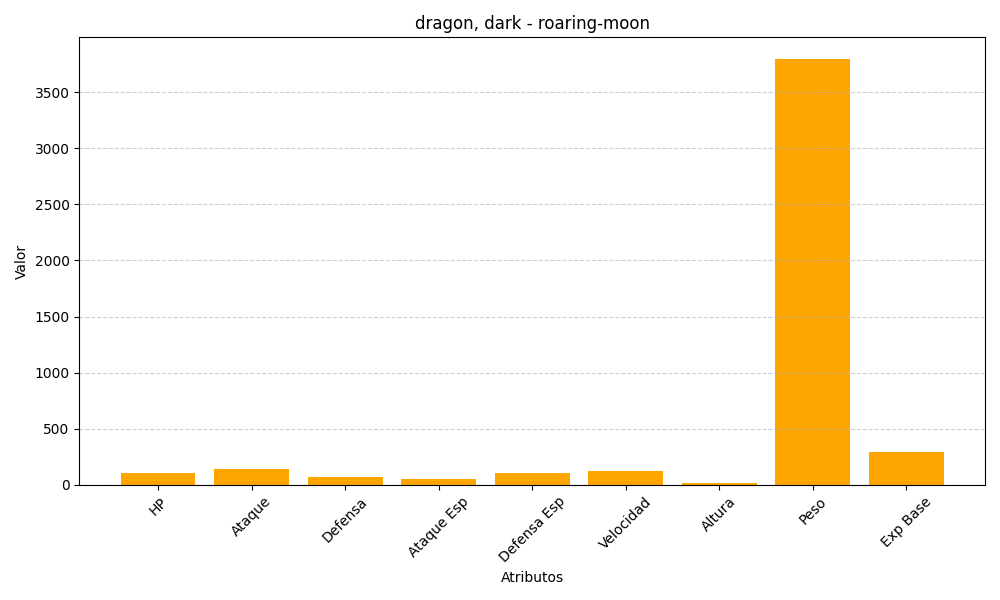 dragon, dark - roaring-moon
Valor
3500
3000
2500
2000
1500
1000
500
0
HP
Ataque
Defensa
Ataque Esp
Defensa Esp
Velocidad
Altura
Peso
Exp Base
Atributos